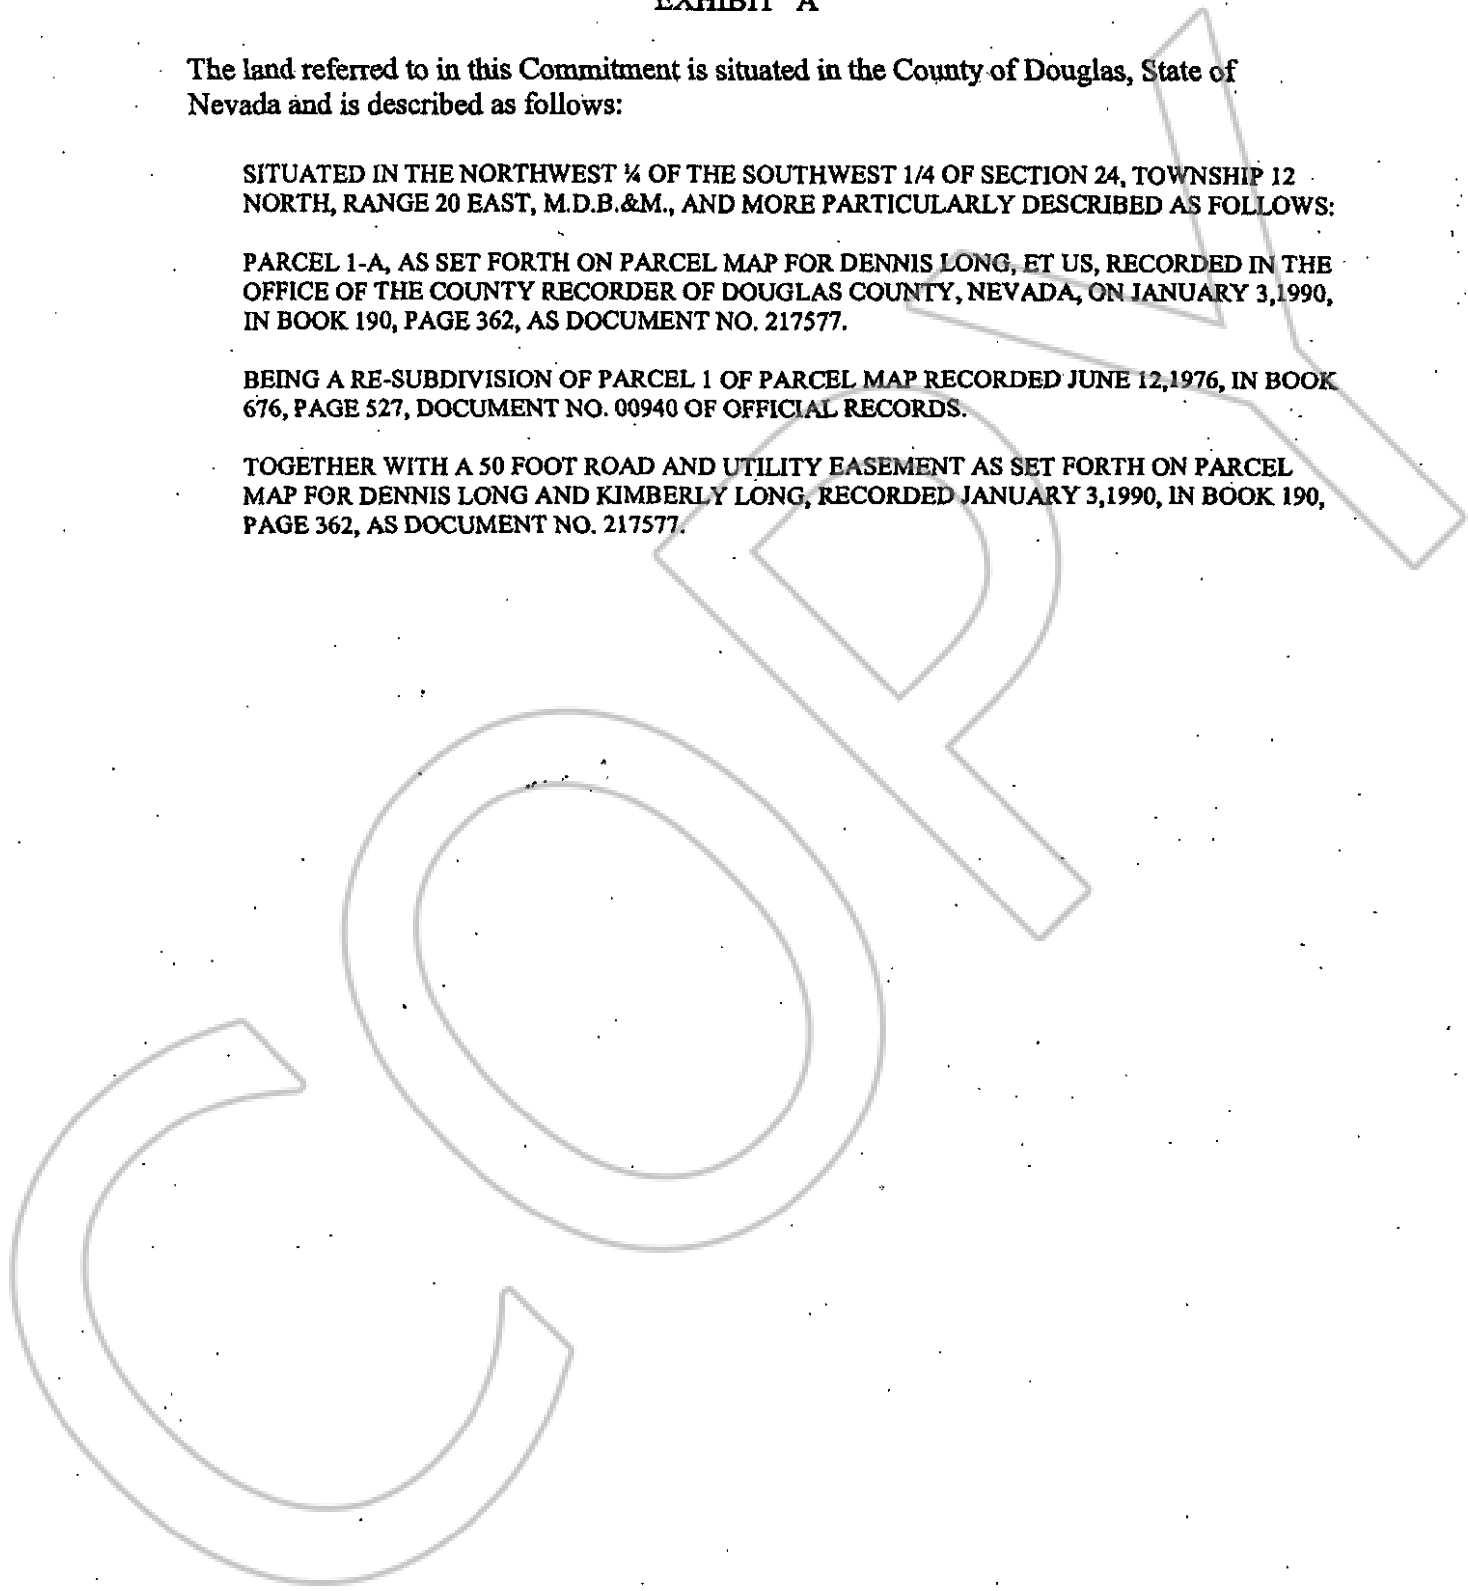 EXHIBIT "A"
The land referred to in this Commitment is situated in the County of Douglas, State of
Nevada and is described as follows:
SITUATED IN THE NORTHWEST ¼ OF THE SOUTHWEST 1/4 OF SECTION 24, TOWNSHIP 12
NORTH, RANGE 20 EAST, M.D.B.&M., AND MORE PARTICULARLY DESCRIBED AS FOLLOWS:
PARCEL 1-A, AS SET FORTH ON PARCEL MAP FOR DENNIS LONG, ET US, RECORDED IN THE
OFFICE OF THE COUNTY RECORDER OF DOUGLAS COUNTY, NEVADA, ON JANUARY 3,1990,
IN BOOK 190, PAGE 362, AS DOCUMENT NO. 217577.
BEING A RE-SUBDIVISION OF PARCEL 1 OF PARCEL MAP RECORDED JUNE 12,1976, IN BOOK
676, PAGE 527, DOCUMENT NO. 00940 OF OFFICIAL RECORDS.
TOGETHER WITH A 50 FOOT ROAD AND UTILITY EASEMENT AS SET FORTH ON PARCEL
MAP FOR DENNIS LONG AND KIMBERLY LONG, RECORDED JANUARY 3,1990, IN BOOK 190,
PAGE 362, AS DOCUMENT NO. 217577.
COPY